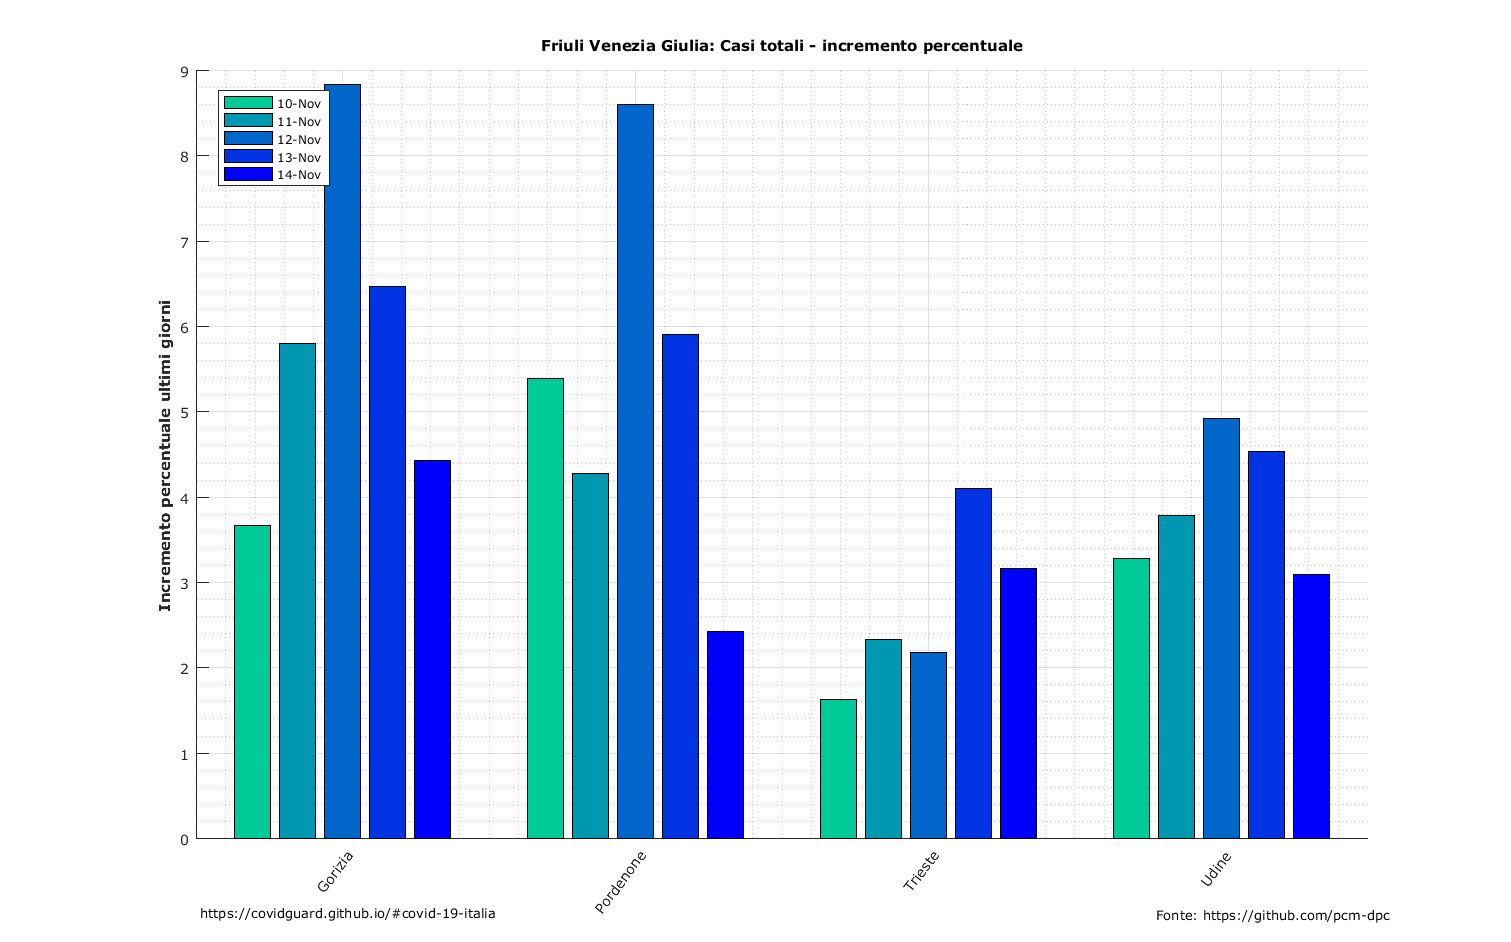 Friuli Venezia Giulia: Casi totali - incremento percentuale
9
8
7
6
5
4
3
2
1
0
10-Nov
11-Nov
12-Nov
13-Nov
14-Nov
Incremento percentuale ultimi giorni
Gorizia
Pordenone
Trieste
Udine
https://covidguard.github.io/#covid-19-italia
Fonte: https://github.com/pcm-dpc